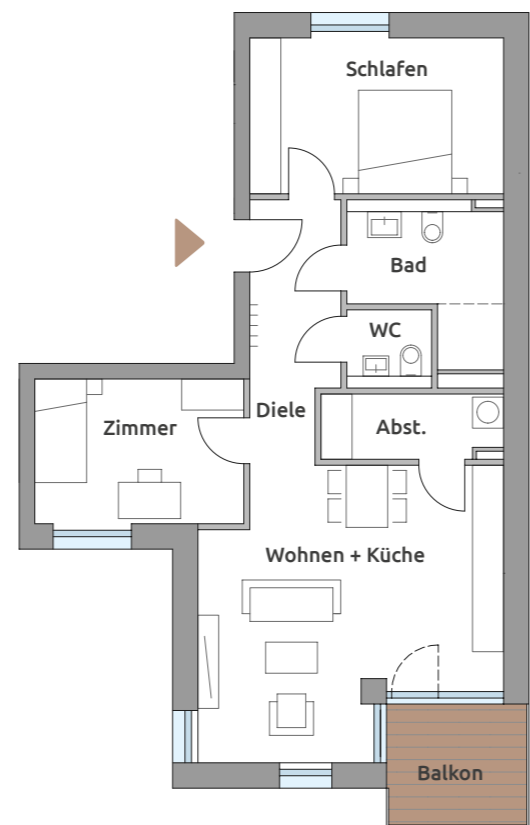 Schlafen
Bad
WC
Diele
Abst.
Zimmer
Wohnen + Küche
Balkon